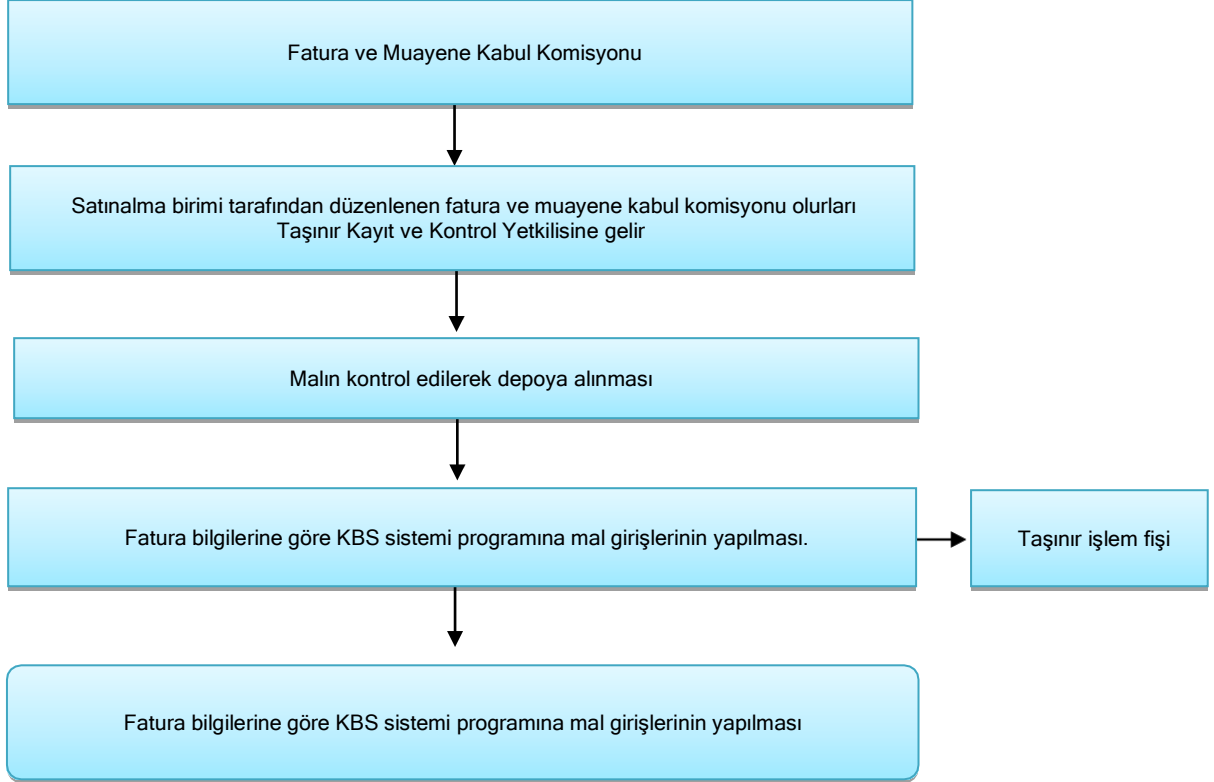 Fatura ve Muayene Kabul Komisyonu
Satınalma birimi tarafından düzenlenen fatura ve muayene kabul komisyonu olurları
Taşınır Kayıt ve Kontrol Yetkilisine gelir
Malın kontrol edilerek depoya alınması
Fatura bilgilerine göre KBS sistemi programına mal girişlerinin yapılması.
Taşınır işlem fişi
Fatura bilgilerine göre KBS sistemi programına mal girişlerinin yapılması